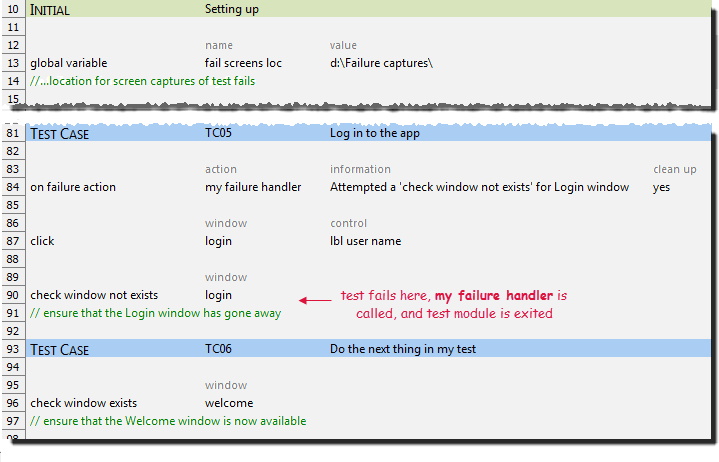 10 INITIAL Setting up
11
12 name value
13 global variable fail screens loc d:\Failure captures\
14 //...location for screen captures of test fails
15
81 TEST CASE TC05 Log in to the app
82
83 action information clean up
84 on failure action my failure handler Attempted a 'check window not exists' for Login window yes
85
86 window control
87 click login lbl user name
88
89 window
90 check window not exists login
test fails here, my failure handler is
91 // ensure that the Login window has gone away
called, and test module is exited
92
93 TEST CASE TC06 Do the next thing in my test
94
95 window
96 check window exists welcome
97 // ensure that the Welcome window is now available